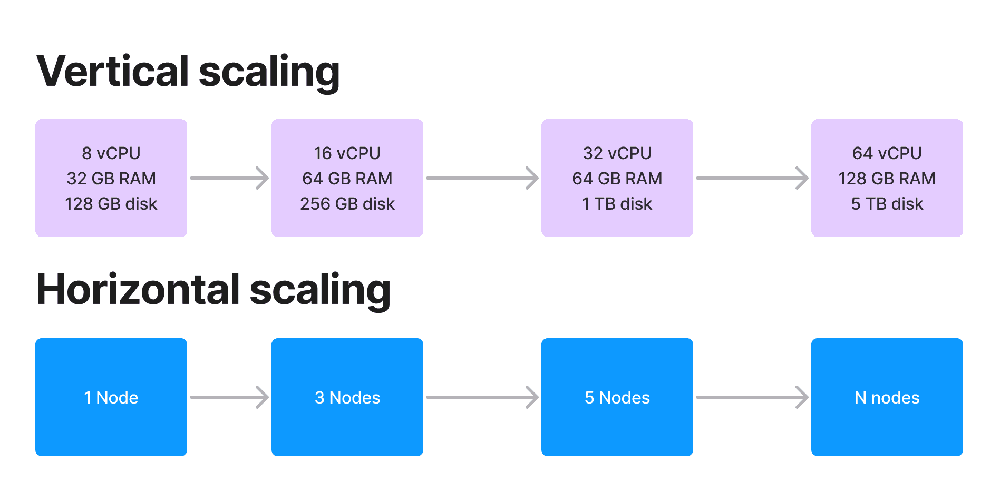 Vertical scaling
8 vCPU
32 GB RAM
128 GB disk
16 vCPU
64 GB RAM
256 GB disk
32 vCPU
64 GB RAM
1 TB disk
64 vCPU
128 GB RAM
5 TB disk
Horizontal scaling
1 Node
3 Nodes
5 Nodes
N nodes